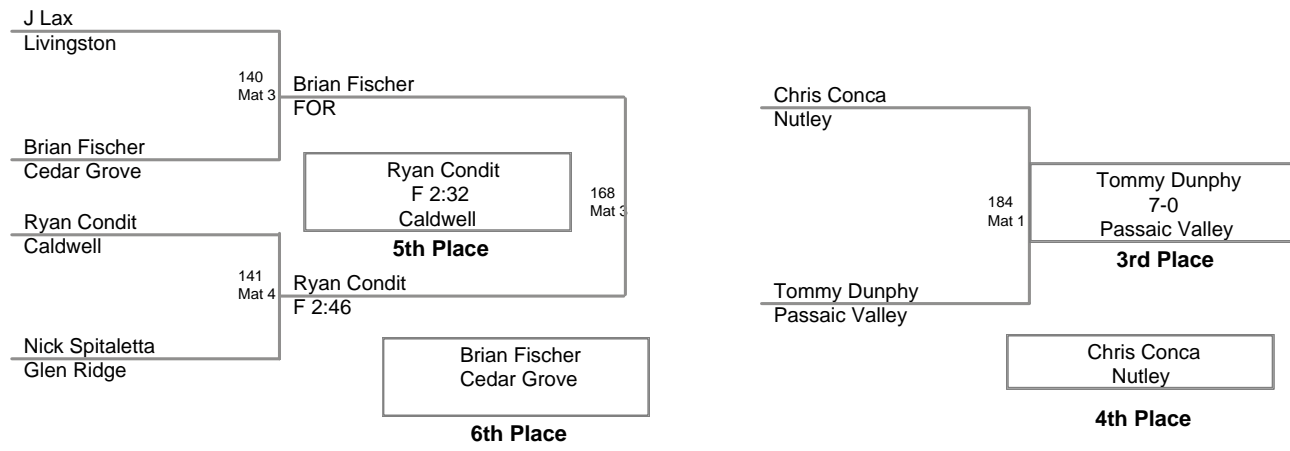 J Lax
Livingston
140
Mat 3
Brian Fischer
FOR
Brian Fischer
Cedar Grove
Ryan Condit
F 2:32
Caldwell
5th Place
168
Mat 3
Ryan Condit
Caldwell
141
Mat 4
Ryan Condit
F 2:46
Nick Spitaletta
Glen Ridge
Brian Fischer
Cedar Grove
6th Place
Chris Conca
Nutley
184
Mat 1
Tommy Dunphy
7-0
Passaic Valley
3rd Place
Tommy Dunphy
Passaic Valley
Chris Conca
Nutley
4th Place